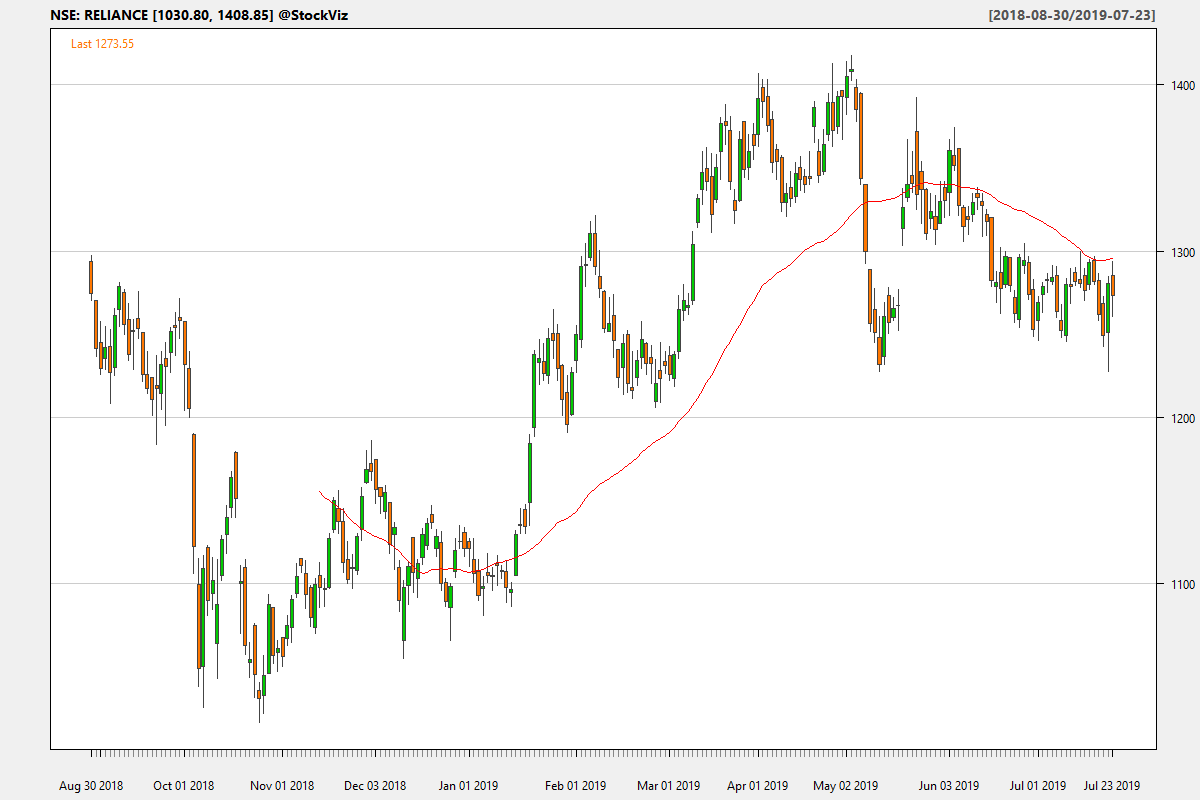 NSE: RELIANCE [1030.80, 1408.85] @StockViz [2018-08-30/2019-07-23]
Last 1273.55
1400
1300
1200
1100
Aug 30 2018 Oct 01 2018 Nov 01 2018 Dec 03 2018 Jan 01 2019 Feb 01 2019 Mar 01 2019 Apr 01 2019 May 02 2019 Jun 03 2019 Jul 01 2019 Jul 23 2019